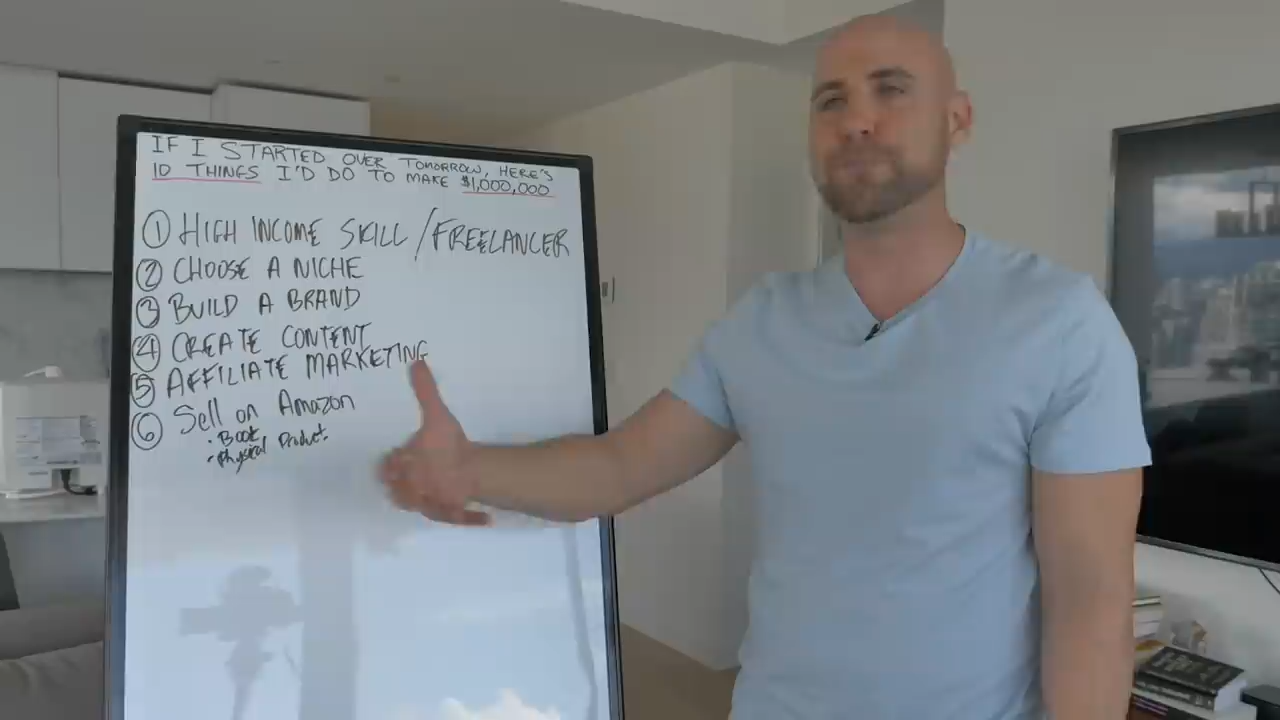 IF I STARTED OVER TOMORROW, HERE'S
10 THINGS I'D DO TO MAKE $1,000,000
① HIGH INCOME SKILL/FREELANCER
② CHOOSE A NICHE
③ BUILD A BRAND
④ CREATE CONTENT
⑤ AFFILIATE MARKETING
⑥ Sell on Amazon
• Book
• Physical Product